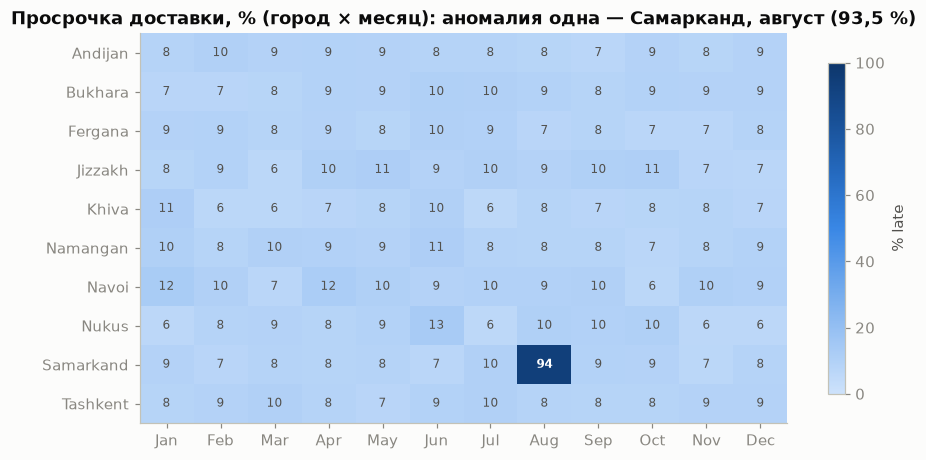 Просрочка доставки, % (город × месяц): аномалия одна — Самарканд, август (93,5 %)
Andijan 8 10 9 9 9 8 8 8 7 9 8 9
Bukhara 7 7 8 9 9 10 10 9 8 9 9 9
Fergana 9 9 8 9 8 10 9 7 8 7 7 8
Jizzakh 8 9 6 10 11 9 10 9 10 11 7 7
Khiva 11 6 6 7 8 10 6 8 7 8 8 7
Namangan 10 8 10 9 9 11 8 8 8 7 8 9
Navoi 12 10 7 12 10 9 10 9 10 6 10 9
Nukus 6 8 9 8 9 13 6 10 10 10 6 6
Samarkand 9 7 8 8 8 7 10 94 9 9 7 8
Tashkent 8 9 10 8 7 9 10 8 8 8 9 9
Jan Feb Mar Apr May Jun Jul Aug Sep Oct Nov Dec
100
80
60
40
20
0
% late